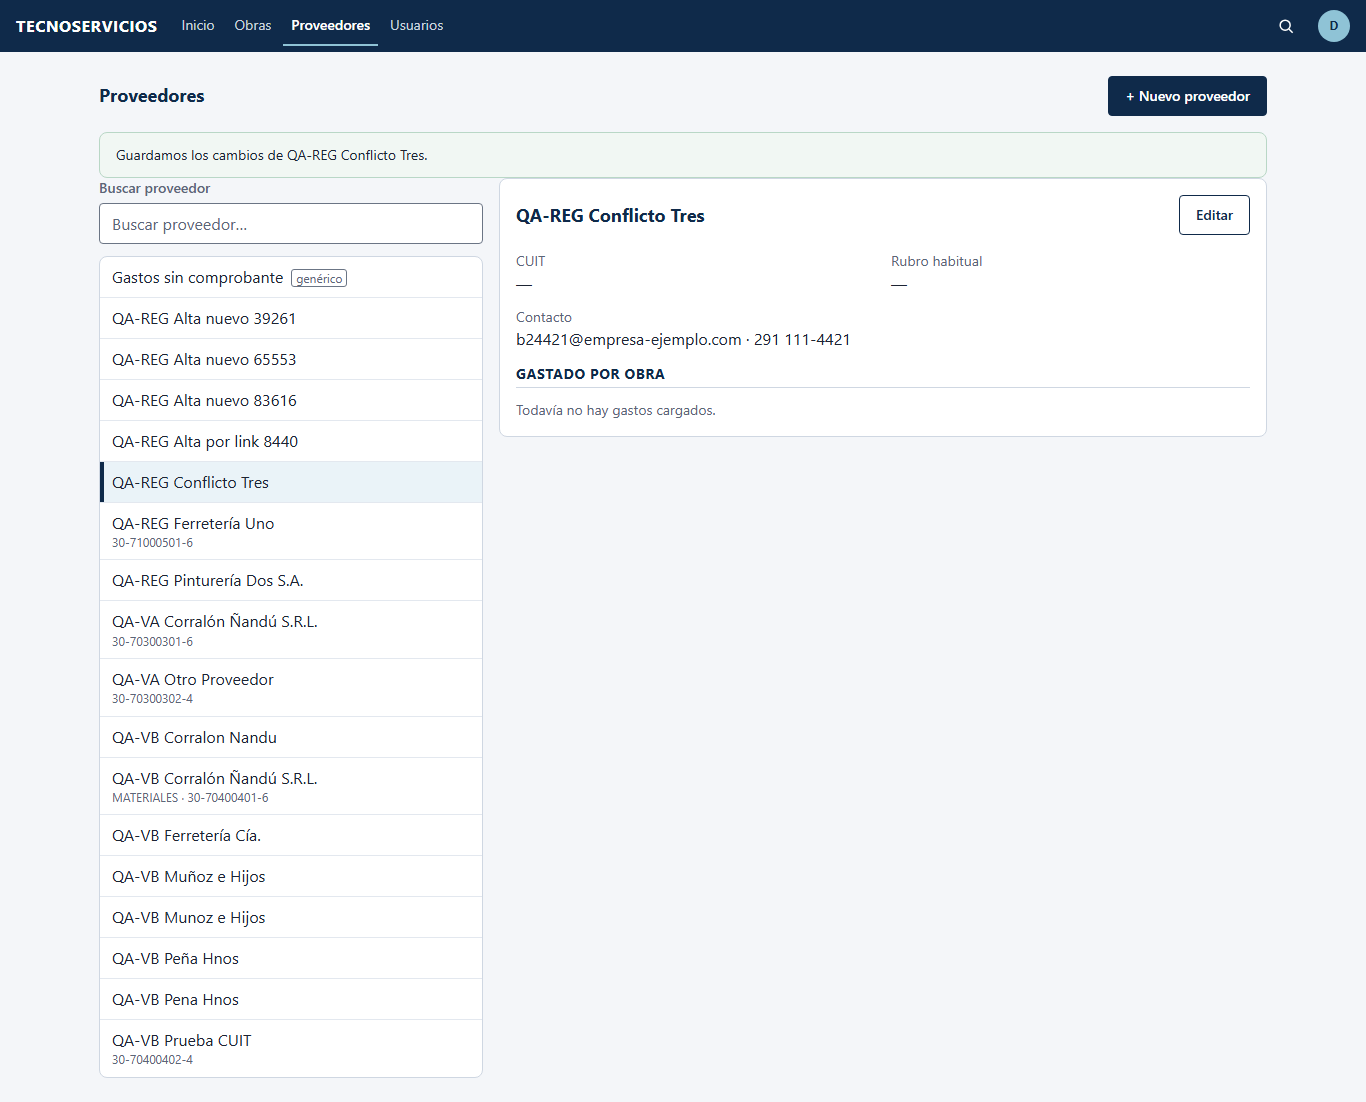 TECNOSERVICIOS Inicio Obras Proveedores Usuarios D
Proveedores
+ Nuevo proveedor
Guardamos los cambios de QA-REG Conflicto Tres.
Buscar proveedor
Buscar proveedor...
Gastos sin comprobante genérico
QA-REG Alta nuevo 39261
QA-REG Alta nuevo 65553
QA-REG Alta nuevo 83616
QA-REG Alta por link 8440
QA-REG Conflicto Tres
QA-REG Ferretería Uno
30-71000501-6
QA-REG Pinturería Dos S.A.
QA-VA Corralón Ñandú S.R.L.
30-70300301-6
QA-VA Otro Proveedor
30-70300302-4
QA-VB Corralon Nandu
QA-VB Corralón Ñandú S.R.L.
MATERIALES · 30-70400401-6
QA-VB Ferretería Cía.
QA-VB Muñoz e Hijos
QA-VB Munoz e Hijos
QA-VB Peña Hnos
QA-VB Pena Hnos
QA-VB Prueba CUIT
30-70400402-4
QA-REG Conflicto Tres
Editar
CUIT
—
Rubro habitual
—
Contacto
b24421@empresa-ejemplo.com · 291 111-4421
GASTADO POR OBRA
Todavía no hay gastos cargados.